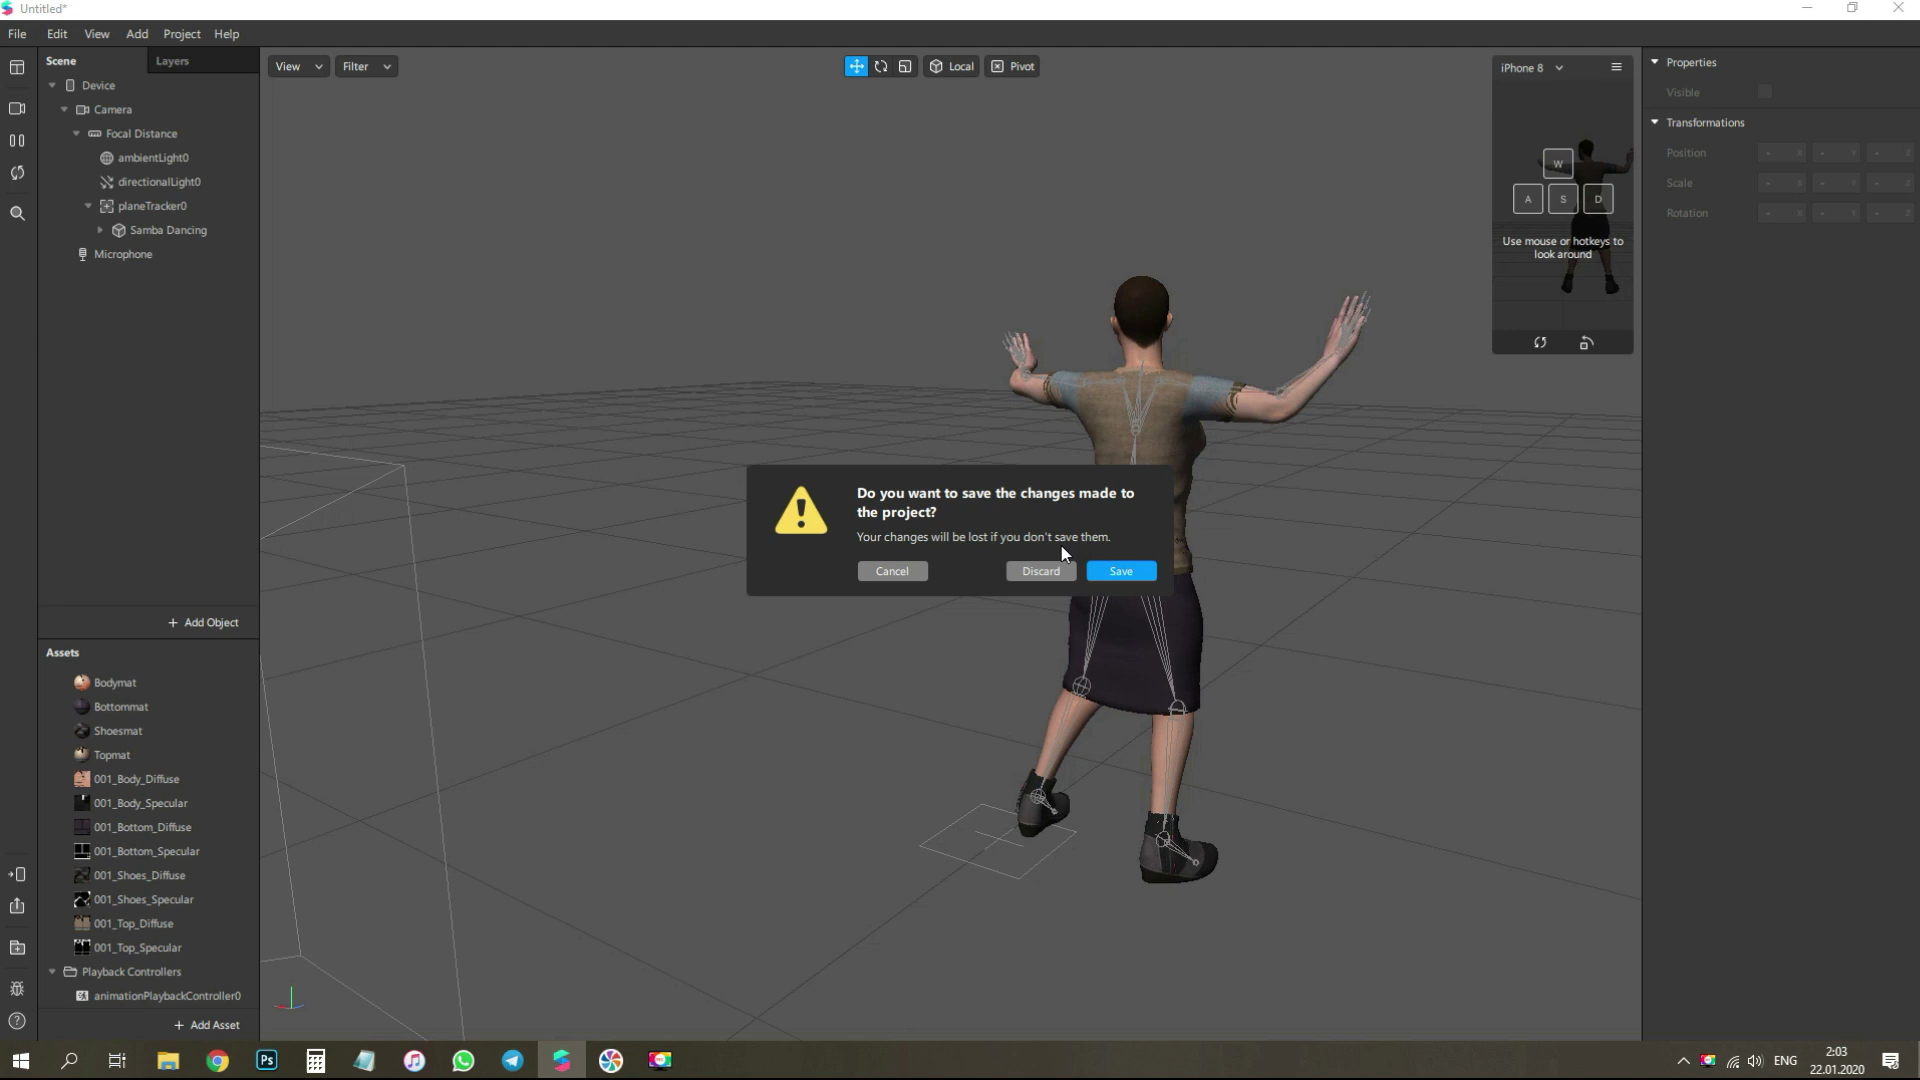 Untitled*
File Edit View Add Project Help
Scene Layers
Device
Camera
Focal Distance
ambientLight0
directionalLight0
planeTracker0
Samba Dancing
Microphone
+ Add Object
Assets
Bodymat
Bottommat
Shoesmat
Topmat
001_Body_Diffuse
001_Body_Specular
001_Bottom_Diffuse
001_Bottom_Specular
001_Shoes_Diffuse
001_Shoes_Specular
001_Top_Diffuse
001_Top_Specular
Playback Controllers
animationPlaybackController0
+ Add Asset
View Filter
Local Pivot
iPhone 8
W
A S D
Use mouse or hotkeys to
look around
Do you want to save the changes made to
the project?
Your changes will be lost if you don't save them.
Cancel Discard Save
Properties
Visible
Transformations
Position - X - Y - Z
Scale - X - Y - Z
Rotation - X - Y - Z
Ps
ENG
2:03
22.01.2020